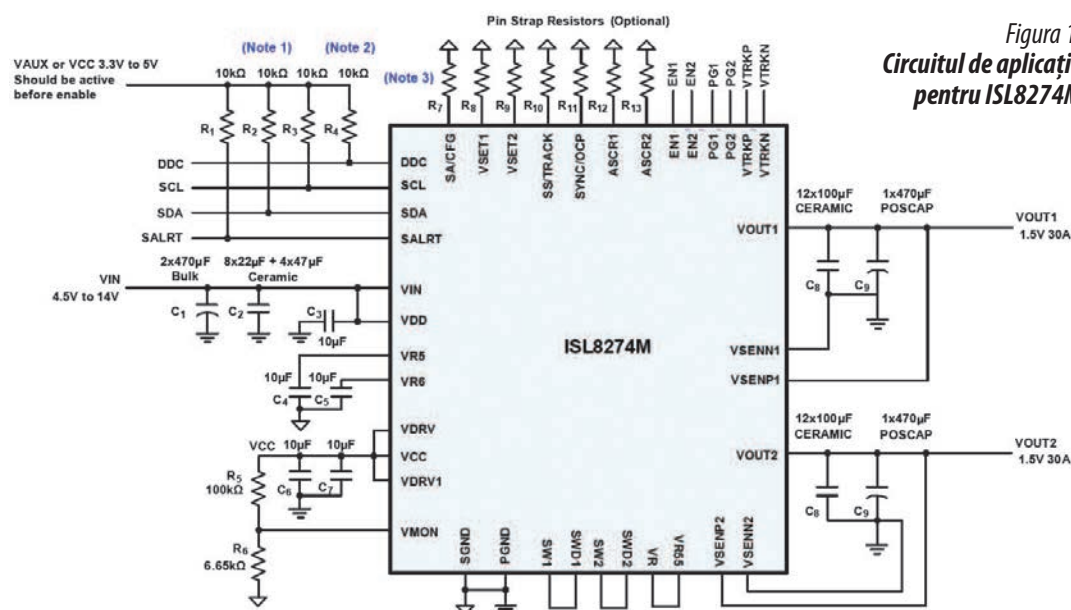 Figura 1
Circuitul de aplicați
pentru ISL8274M
Pin Strap Resistors (Optional)
(Note 1)
(Note 2)
(Note 3)
VAUX or VCC 3.3V to 5V
Should be active
before enable
10kΩ 10kΩ 10kΩ 10kΩ
R1 R2 R3 R4
R7 R8 R9 R10 R11 R12 R13
EN1 EN2 PG1 PG2 VTRKP VTRKN
SA/CFG VSET1 VSET2 SS/TRACK SYNC/OCP ASCR1 ASCR2 EN1 EN2 PG1 PG2 VTRKP VTRKN
DDC DDC
SCL SCL
SDA SDA
SALRT SALRT
12x100µF
CERAMIC
1x470µF
POSCAP
VOUT1 VOUT1
1.5V 30A
C8 C9
2x470µF
Bulk
8x22µF + 4x47µF
Ceramic
VIN
4.5V to 14V
VIN
C1 C2 C3
10µF
VDD
ISL8274M
VSENN1
VSENP1
VR5
10µF 10µF
VR6
C4 C5
VDRV
VCC 10µF 10µF
VCC
VDRV1
C6 C7
R5
100kΩ
VMON
R6
6.65kΩ
12x100µF
CERAMIC
1x470µF
POSCAP
VOUT2 VOUT2
1.5V 30A
C8 C9
SGND PGND SW1 SWD1 SW2 SWD2 VR VR55 VSENP2 VSENN2